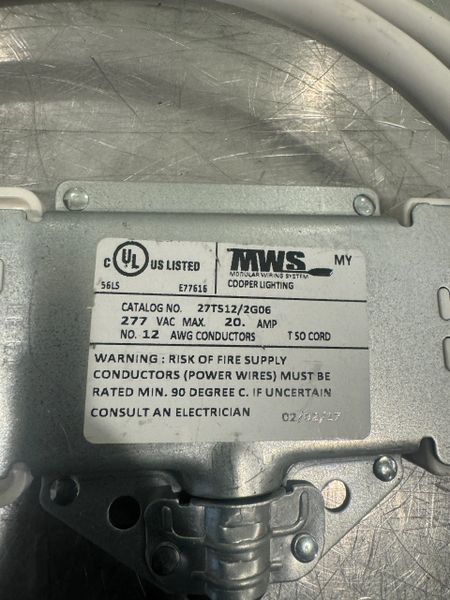 C UL US LISTED
56LS E77616
MWS MY
MODULAR WIRING SYSTEM
COOPER LIGHTING
CATALOG NO. 27TS12/2G06
277 VAC MAX. 20. AMP
NO. 12 AWG CONDUCTORS T SO CORD
WARNING : RISK OF FIRE SUPPLY
CONDUCTORS (POWER WIRES) MUST BE
RATED MIN. 90 DEGREE C. IF UNCERTAIN
CONSULT AN ELECTRICIAN